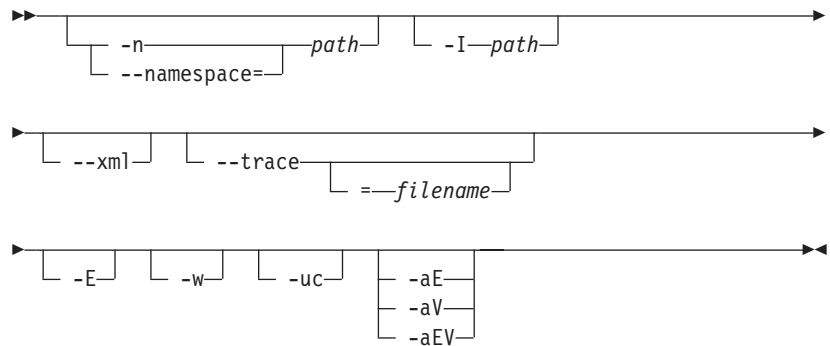 -n path -I path
--namespace=
--xml --trace
= filename
-E -w -uc -aE
-aV
-aEV